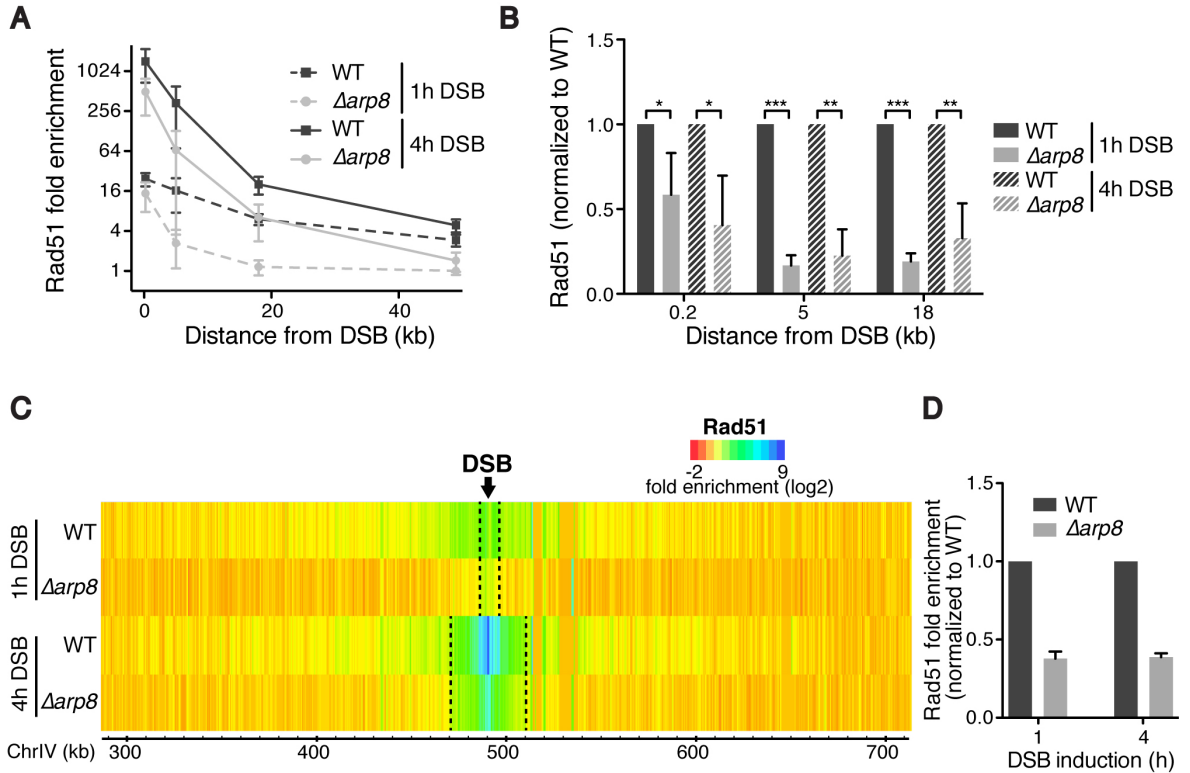 A
Rad51 fold enrichment
1024
256
64
16
4
1
0
20
40
Distance from DSB (kb)
WT
Δarp8
1h DSB
WT
Δarp8
4h DSB
B
Rad51 (normalized to WT)
1.5
1.0
0.5
0.0
*
*
***
**
***
**
0.2
5
18
Distance from DSB (kb)
WT
Δarp8
1h DSB
WT
Δarp8
4h DSB
C
Rad51
-2
9
fold enrichment (log2)
DSB
1h DSB
WT
Δarp8
4h DSB
WT
Δarp8
ChrIV (kb)
300
400
500
600
700
D
Rad51 fold enrichment
(normalized to WT)
1.5
1.0
0.5
0.0
WT
Δarp8
1
4
DSB induction (h)